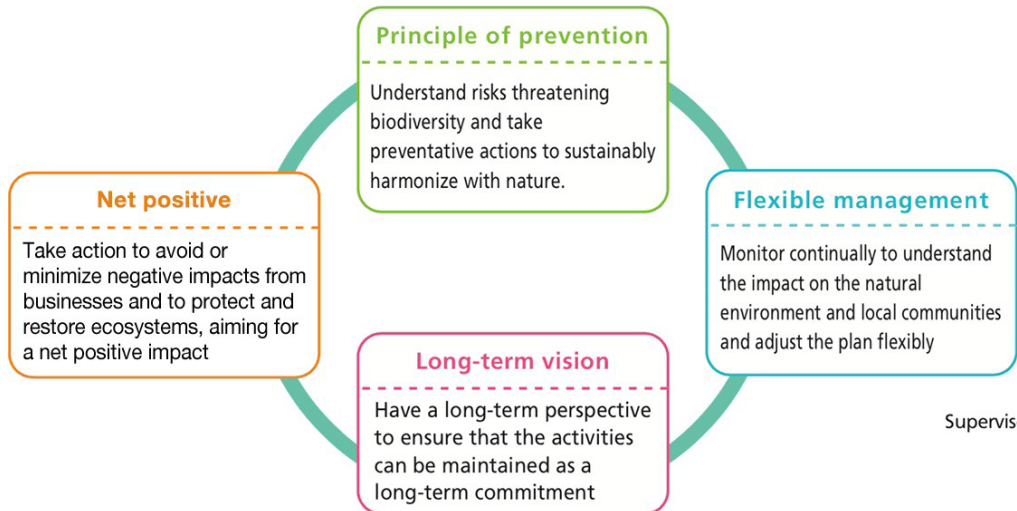 Principle of prevention
Understand risks threatening
biodiversity and take
preventative actions to sustainably
harmonize with nature.
Net positive
Take action to avoid or
minimize negative impacts from
businesses and to protect and
restore ecosystems, aiming for
a net positive impact
Flexible management
Monitor continually to understand
the impact on the natural
environment and local communities
and adjust the plan flexibly
Long-term vision
Have a long-term perspective
to ensure that the activities
can be maintained as a
long-term commitment